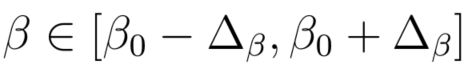 β ∈ [β₀ − Δ_β, β₀ + Δ_β]